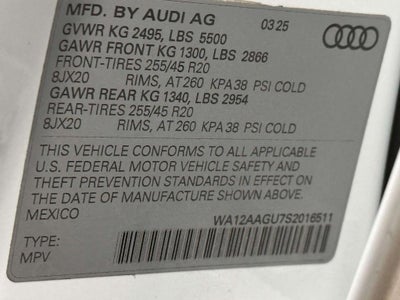 MFD. BY AUDI AG 03 25
GVWR KG 2495, LBS 5500
GAWR FRONT KG 1300, LBS 2866
FRONT-TIRES 255/45 R20
8JX20 RIMS, AT 260 KPA38 PSI COLD
GAWR REAR KG 1340, LBS 2954
REAR-TIRES 255/45 R20
8JX20 RIMS, AT 260 KPA 38 PSI COLD
THIS VEHICLE CONFORMS TO ALL APPLICABLE
U.S. FEDERAL MOTOR VEHICLE SAFETY AND
THEFT PREVENTION STANDARDS IN EFFECT ON
THE DATE OF MANUFACTURE SHOWN ABOVE.
MEXICO WA12AAGU7S2016511
TYPE:
MPV